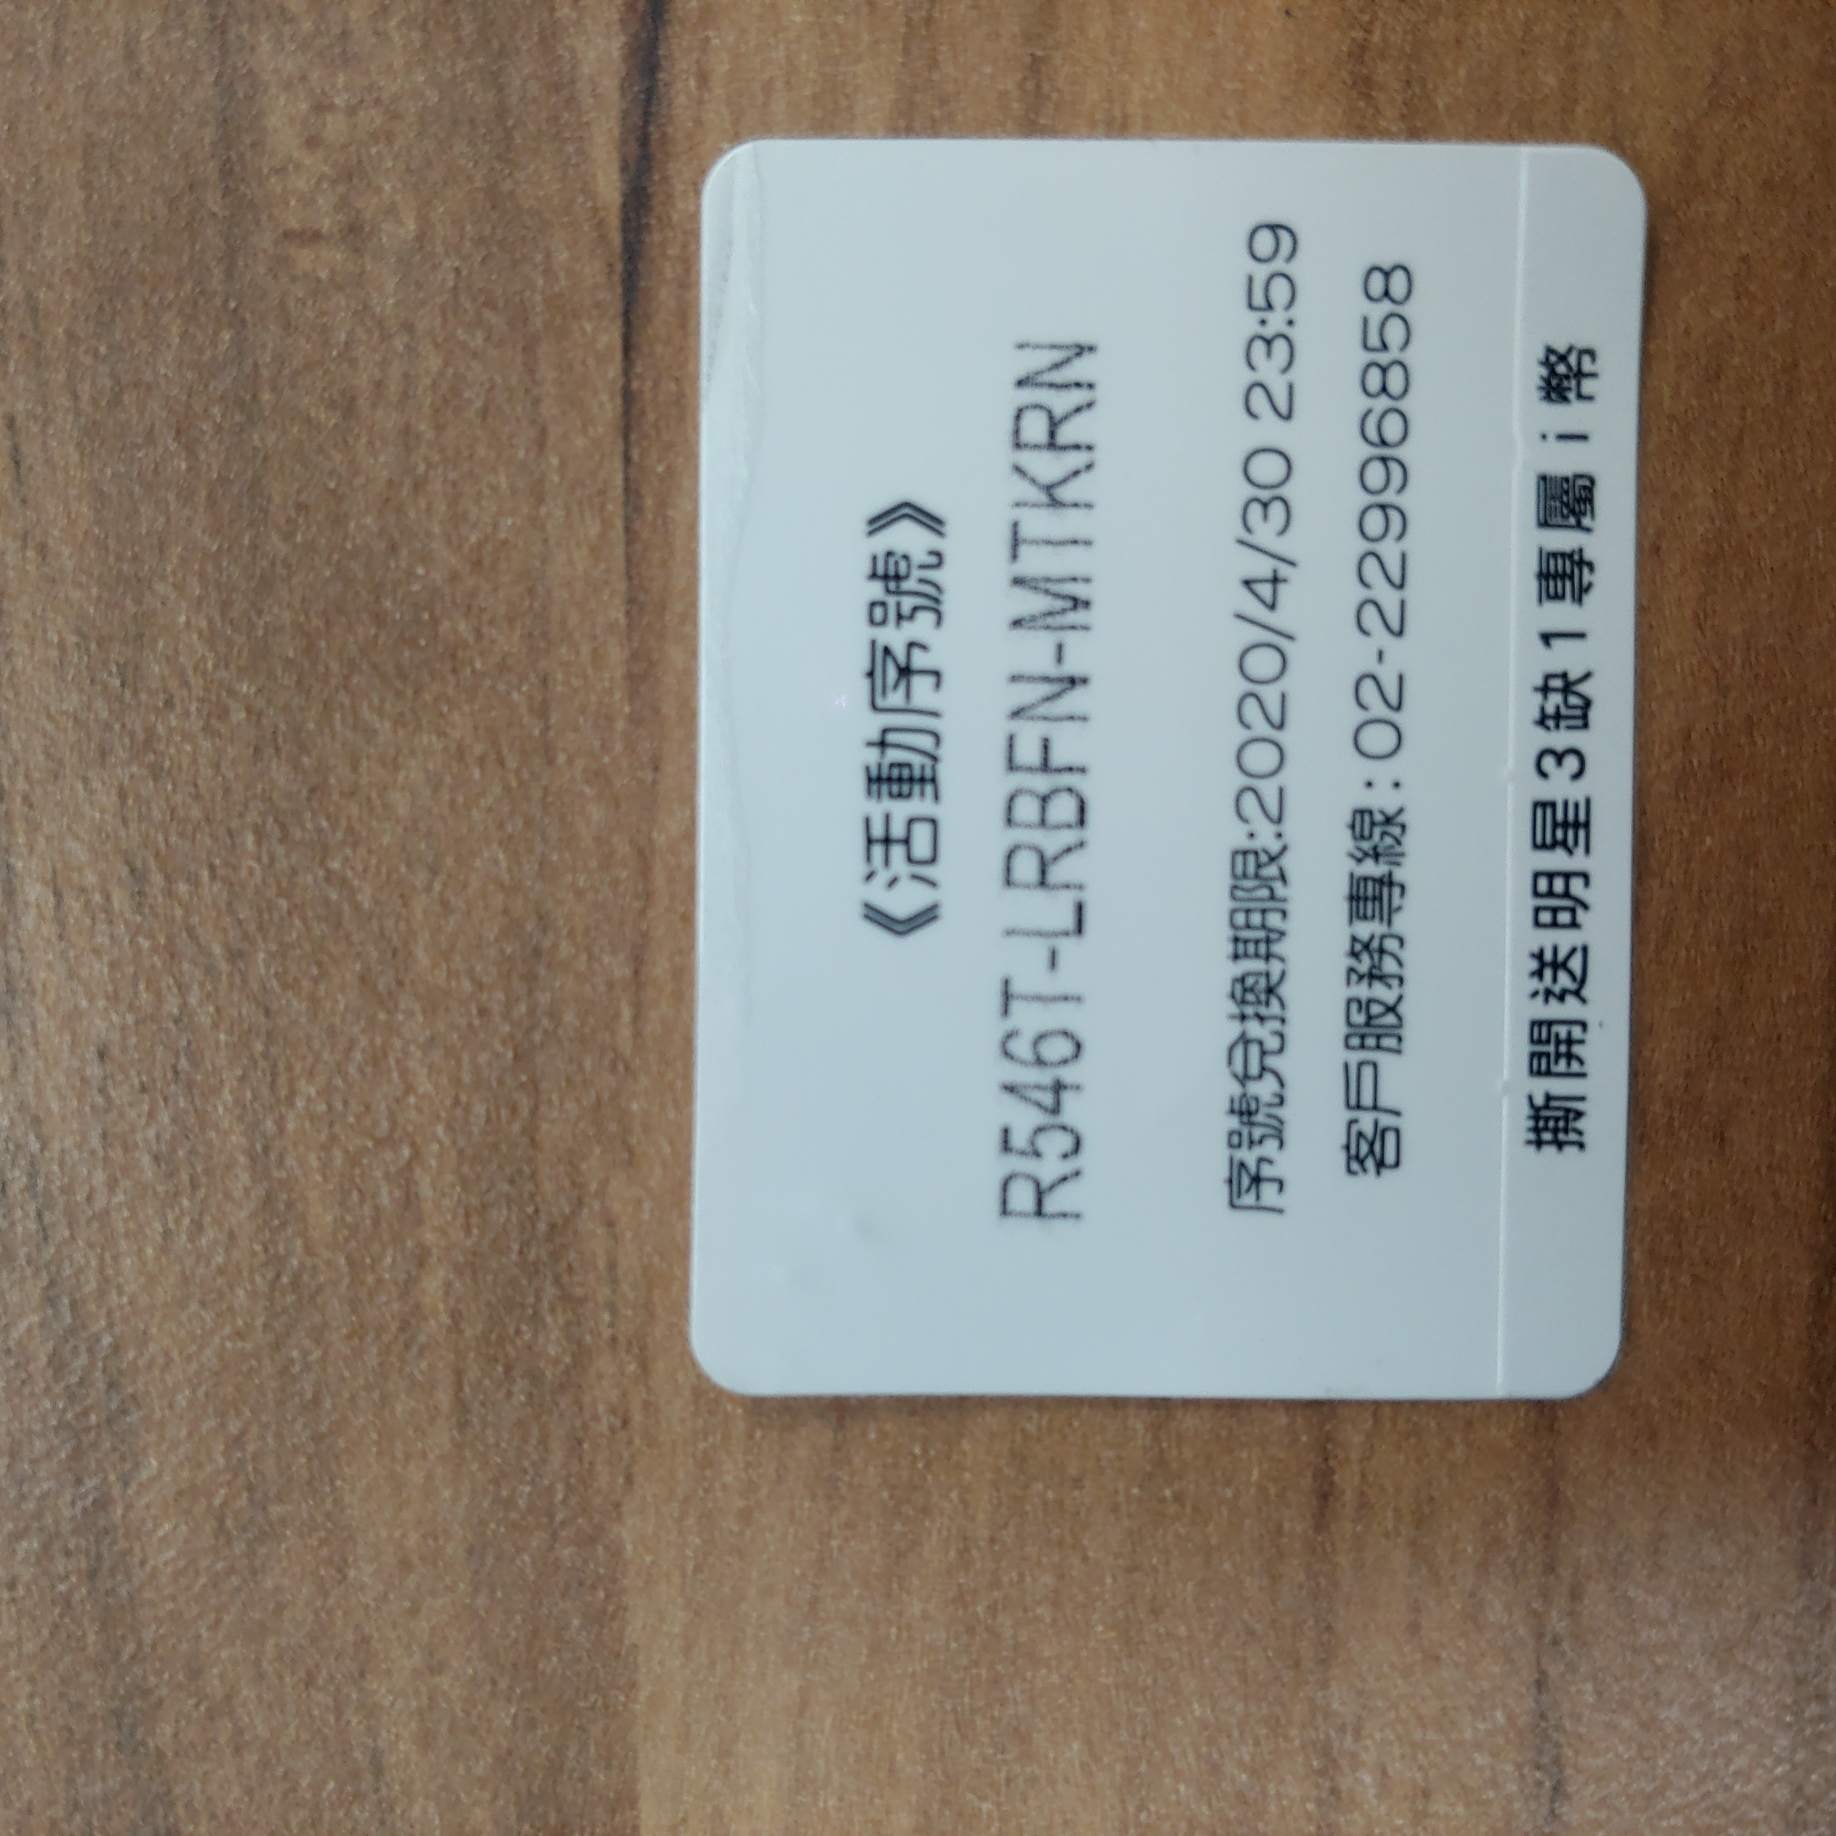 《活動序號》
R546T-LRBFN-MTKRN
序號兌換期限:2020/4/30 23:59
客戶服務專線:02-22996858
撕開送明星3缺1專屬i幣